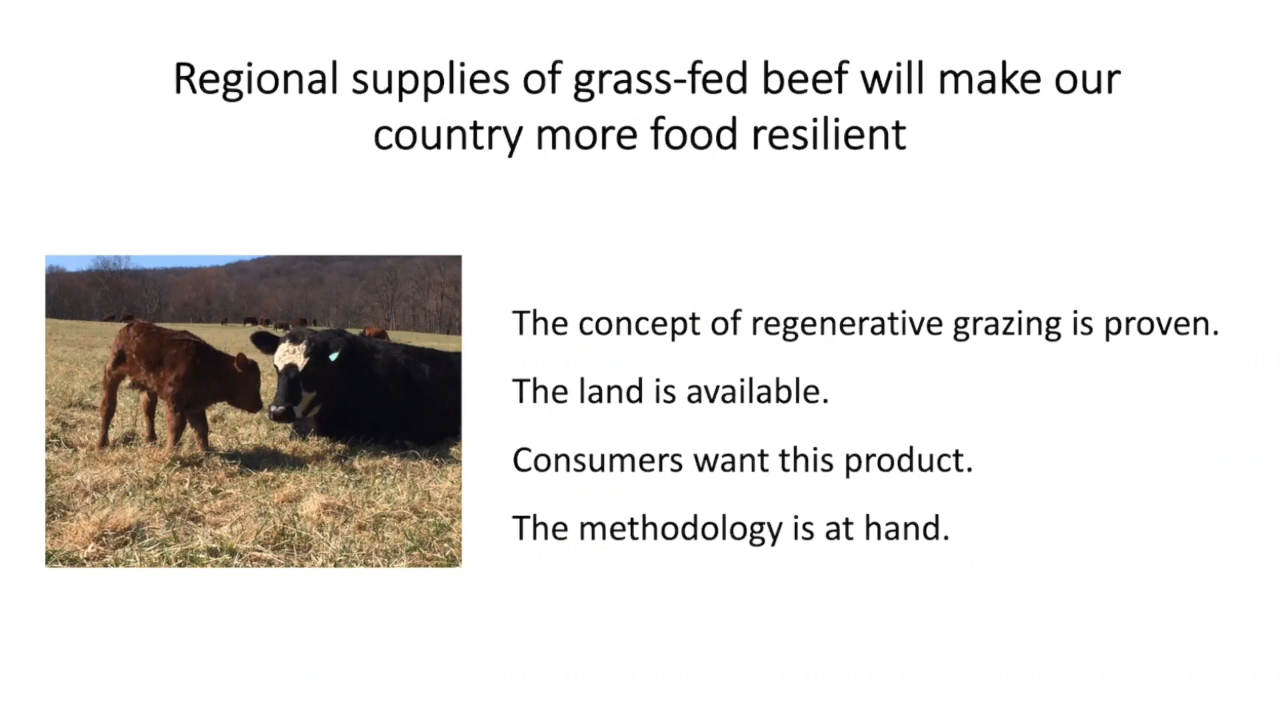 Regional supplies of grass-fed beef will make our
country more food resilient
The concept of regenerative grazing is proven.
The land is available.
Consumers want this product.
The methodology is at hand.